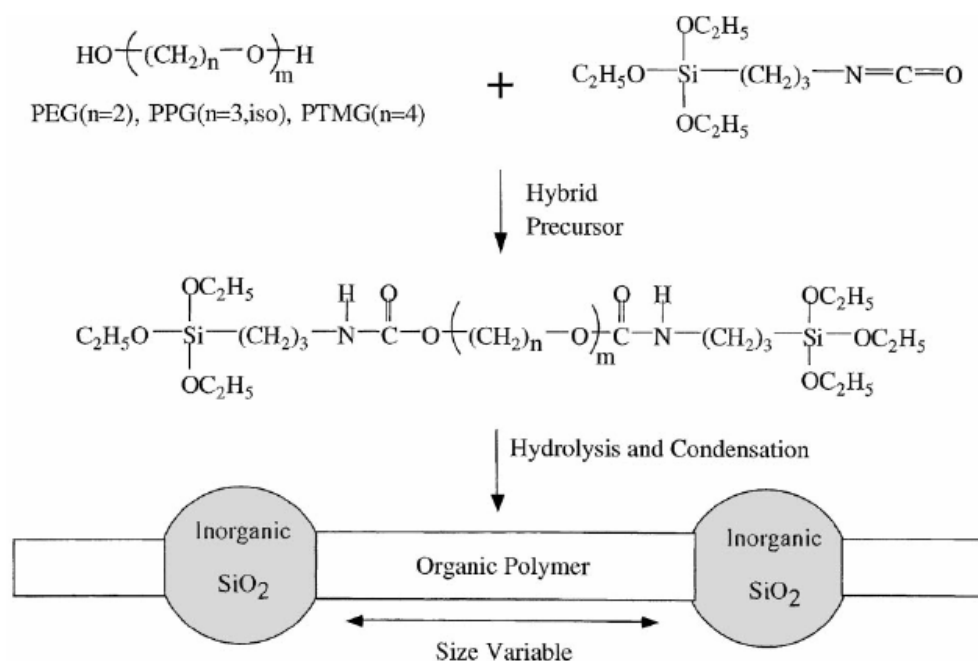 HO-((CH2)n-O)m-H
PEG(n=2), PPG(n=3,iso), PTMG(n=4)
+
OC2H5
C2H5O-Si-(CH2)3-N=C=O
OC2H5
Hybrid
Precursor
OC2H5 H O O H OC2H5
C2H5O-Si-(CH2)3-N-C-O-((CH2)n-O)m-C-N-(CH2)3-Si-OC2H5
OC2H5 OC2H5
Hydrolysis and Condensation
Inorganic
SiO2
Organic Polymer
Inorganic
SiO2
Size Variable